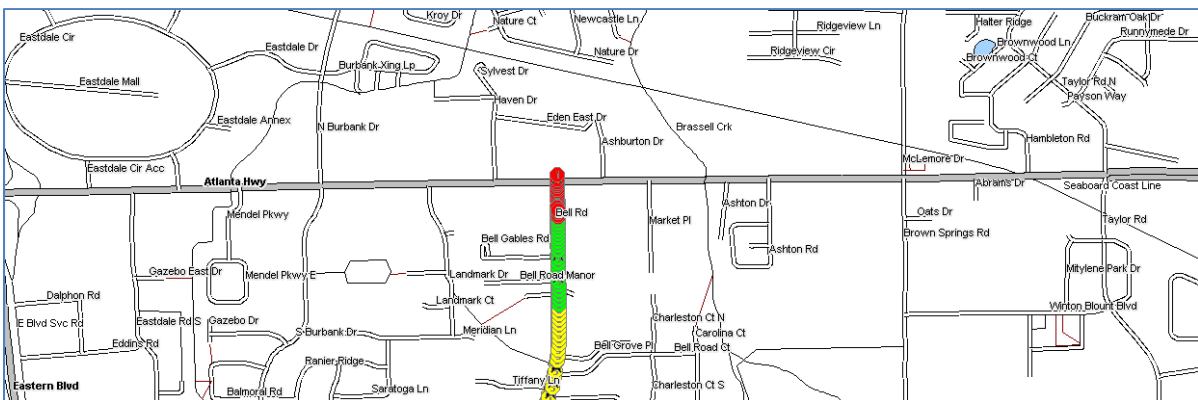 Kroy Dr
Nature Ct
Newcastle Ln
Ridgeview Ln
Halter Ridge
Buckram Oak Dr
Runnymede Dr
Eastdale Cir
Eastdale Dr
Nature Dr
Ridgeview Cir
Brownwood Ln
Brownwood Ct
Burbank Xing Lp
Sylvest Dr
Eastdale Mall
Taylor Rd N
Payson Way
Haven Dr
Eastdale Annex
N Burbank Dr
Eden East Dr
Brassell Crk
Ashburton Dr
Hambleton Rd
McLemore Dr
Eastdale Cir Acc
Atlanta Hwy
Abrams Dr
Seaboard Coast Line
Mendel Pkwy
Bell Rd
Market Pl
Ashton Dr
Oats Dr
Taylor Rd
Brown Springs Rd
Bell Gables Rd
Ashton Rd
Gazebo East Dr
Mendel Pkwy E
Landmark Dr
Bell Road Manor
Mitylene Park Dr
Dalphon Rd
Landmark Ct
Winton Blount Blvd
E Blvd Svc Rd
Eastdale Rd S
Gazebo Dr
S Burbank Dr
Meridian Ln
Charleston Ct N
Carolina Ct
Eddins Rd
Bell Grove Pl
Bell Road Ct
Ranier Ridge
Eastern Blvd
Balmoral Rd
Saratoga Ln
Tiffany Ln
Charleston Ct S